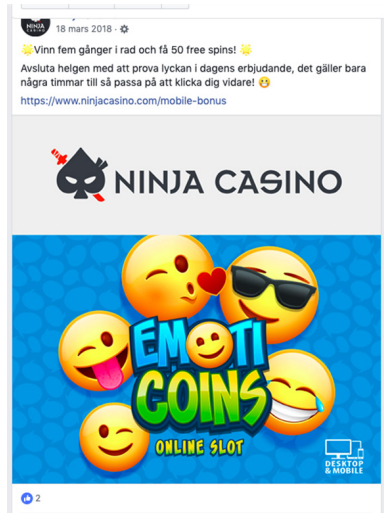 NINJA
CASINO
18 mars 2018 ·
🌟Vinn fem gånger i rad och få 50 free spins! 🌟
Avsluta helgen med att prova lyckan i dagens erbjudande, det gäller bara
några timmar till så passa på att klicka dig vidare! 😬
https://www.ninjacasino.com/mobile-bonus
NINJA CASINO
EMOTI
COINS
ONLINE SLOT
DESKTOP
& MOBILE
2